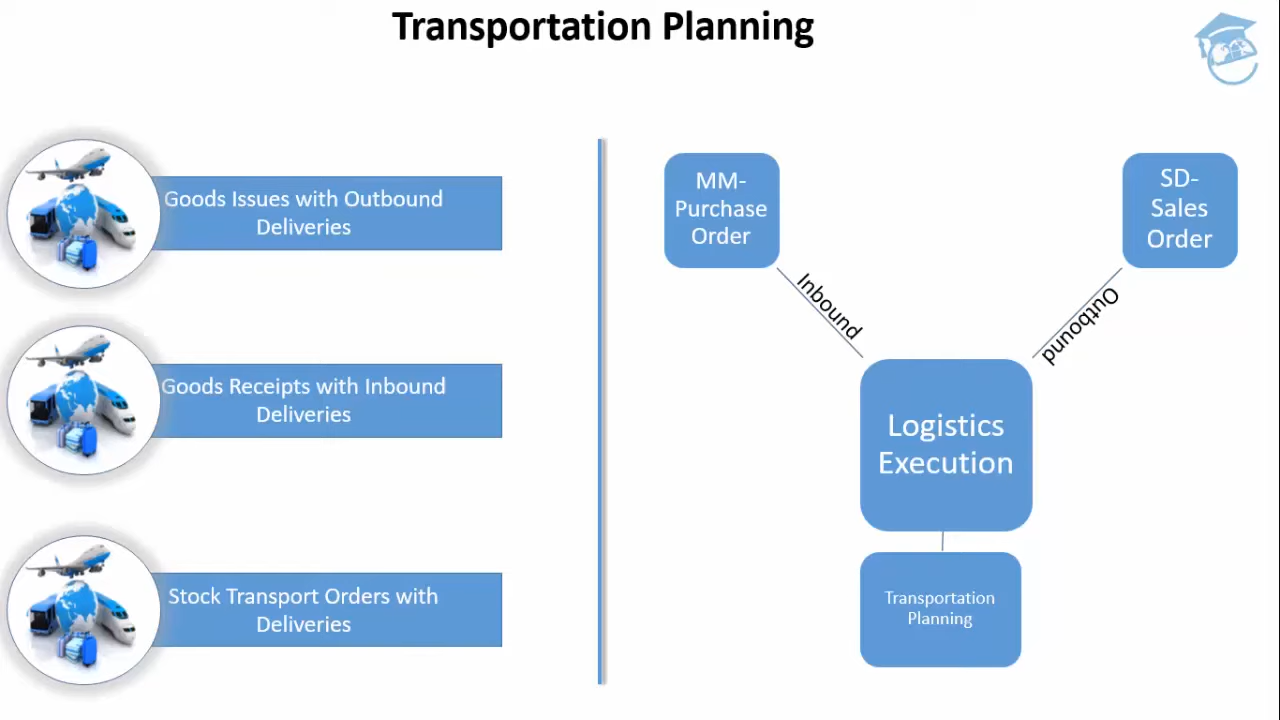 Transportation Planning
Goods Issues with Outbound
Deliveries
Goods Receipts with Inbound
Deliveries
Stock Transport Orders with
Deliveries
MM-
Purchase
Order
SD-
Sales
Order
Inbound
Outbound
Logistics
Execution
Transportation
Planning